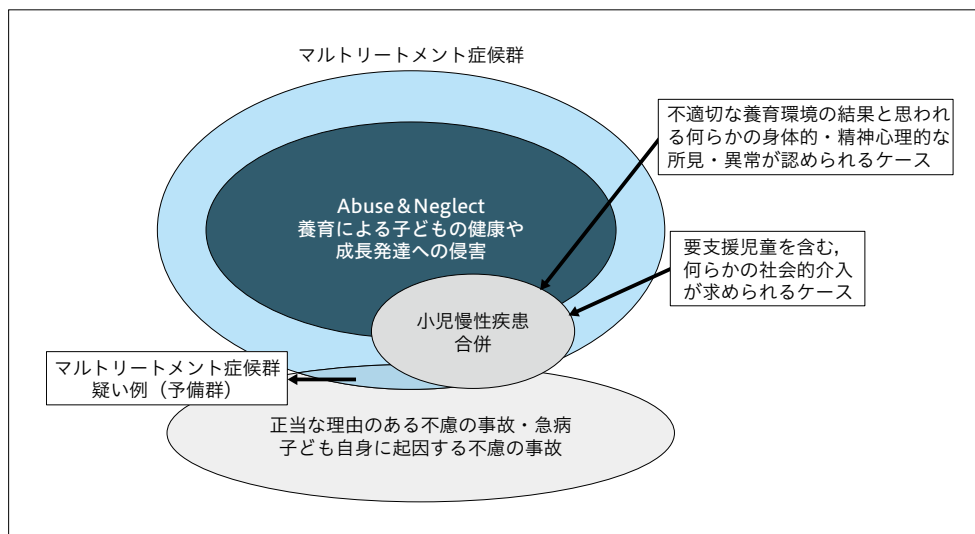 マルトリートメント症候群
不適切な養育環境の結果と思われ
る何らかの身体的・精神心理的な
所見・異常が認められるケース
Abuse&Neglect
養育による子どもの健康や
成長発達への侵害
要支援児童を含む，
何らかの社会的介入
が求められるケース
小児慢性疾患
合併
マルトリートメント症候群
疑い例（予備群）
正当な理由のある不慮の事故・急病
子ども自身に起因する不慮の事故